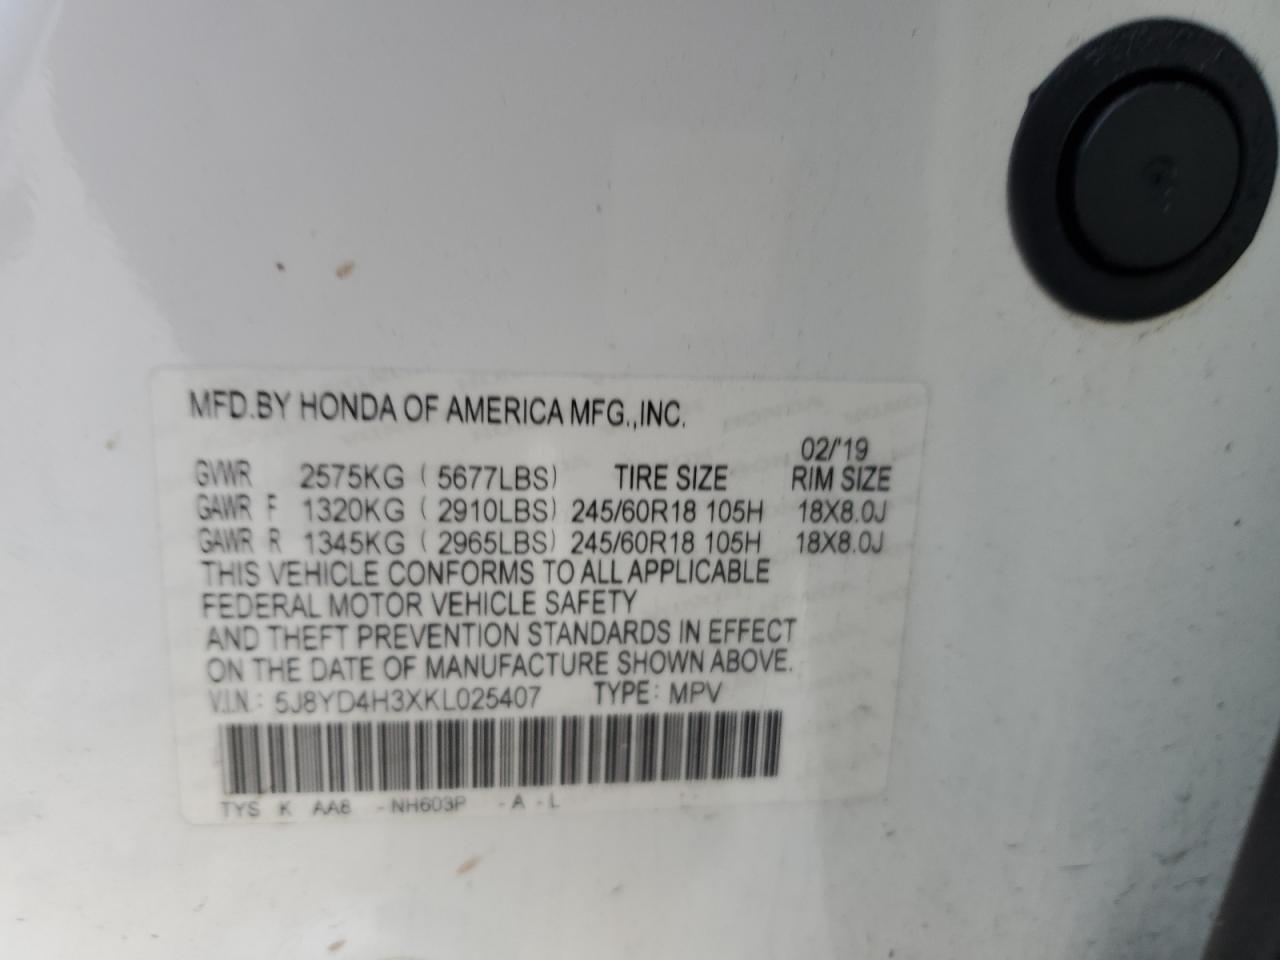 MFD.BY HONDA OF AMERICA MFG.,INC.
02/'19
GVWR 2575KG ( 5677LBS) TIRE SIZE RIM SIZE
GAWR F 1320KG ( 2910LBS) 245/60R18 105H 18X8.0J
GAWR R 1345KG ( 2965LBS) 245/60R18 105H 18X8.0J
THIS VEHICLE CONFORMS TO ALL APPLICABLE
FEDERAL MOTOR VEHICLE SAFETY
AND THEFT PREVENTION STANDARDS IN EFFECT
ON THE DATE OF MANUFACTURE SHOWN ABOVE.
V.I.N.: 5J8YD4H3XKL025407 TYPE: MPV
TYS K AA8 -NH603P -A -L